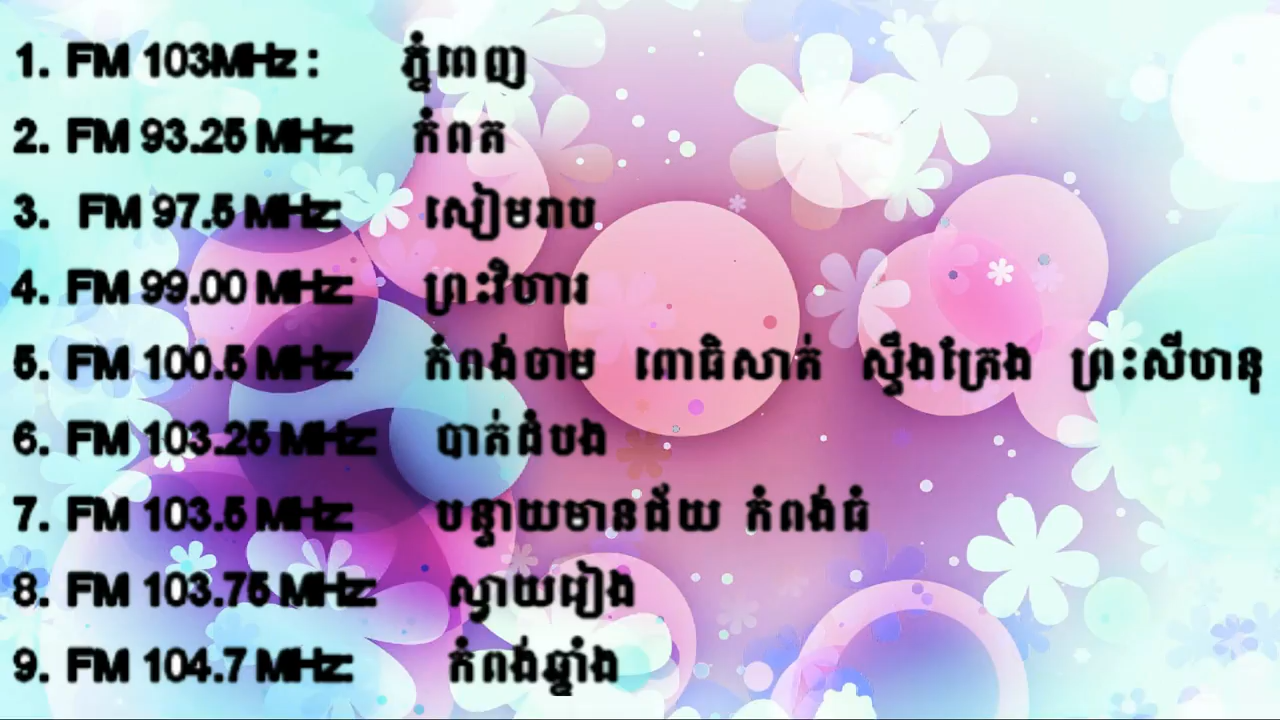 1. FM 103MHz : ភ្នំពេញ
2. FM 93.25 MHz: កំពត
3. FM 97.5 MHz: សៀមរាប
4. FM 99.00 MHz: ព្រះវិហារ
5. FM 100.5 MHz: កំពង់ចាម ពោធិសាត់ ស្ទឹងត្រែង ព្រះសីហនុ
6. FM 103.25 MHz: បាត់ដំបង
7. FM 103.5 MHz: បន្ទាយមានជ័យ កំពង់ធំ
8. FM 103.75 MHz: ស្វាយរៀង
9. FM 104.7 MHz: កំពង់ឆ្នាំង